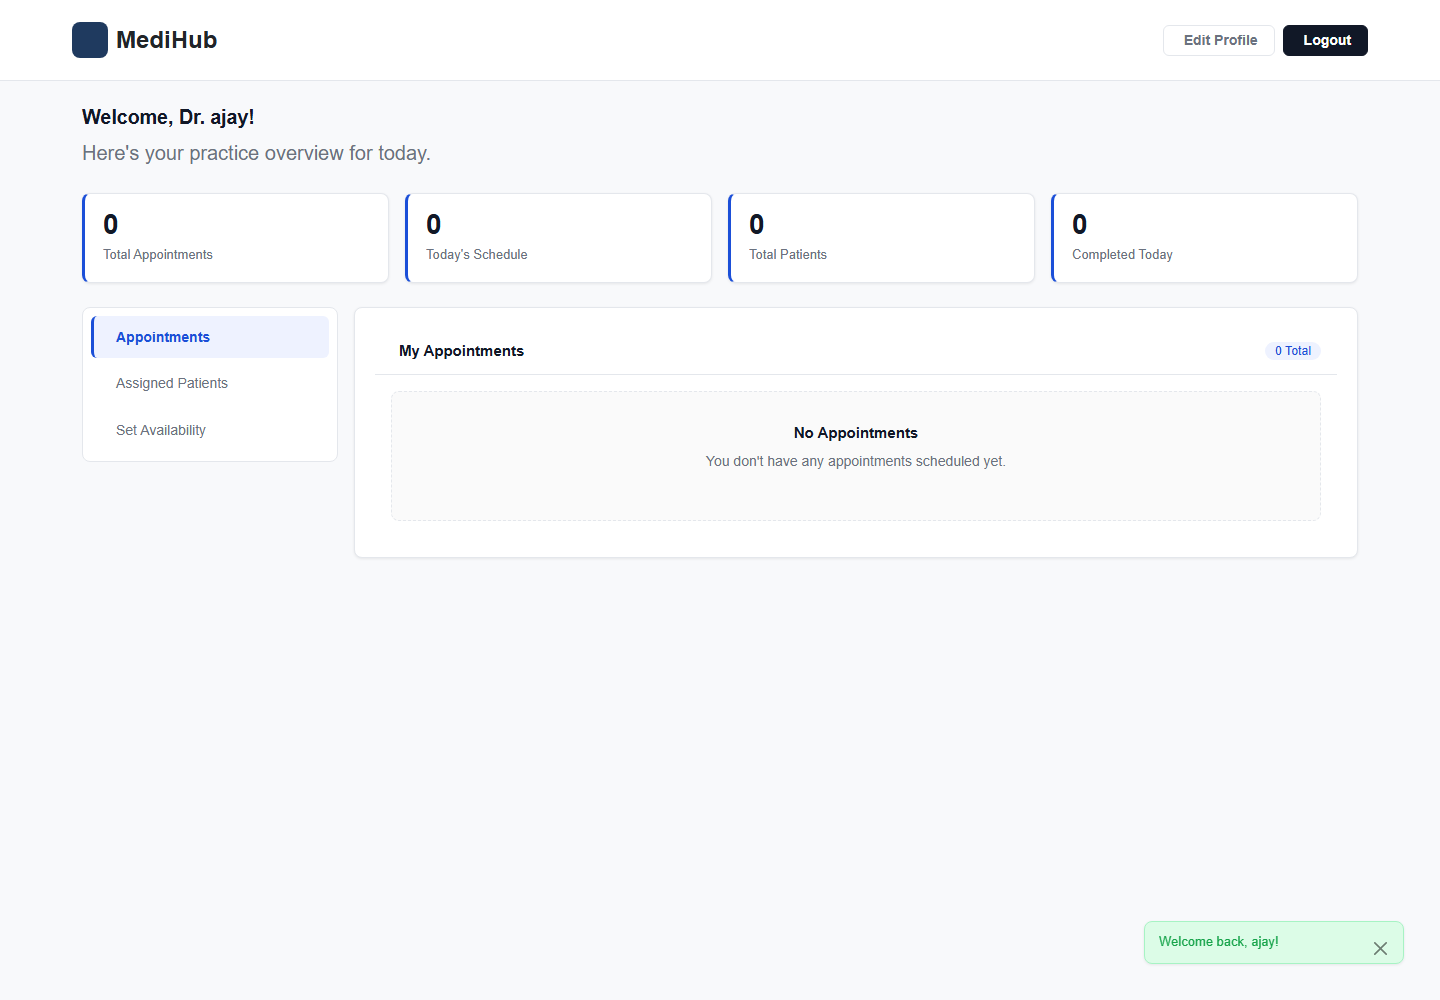 MediHub
Edit Profile
Logout
Welcome, Dr. ajay!
Here's your practice overview for today.
0
Total Appointments
0
Today's Schedule
0
Total Patients
0
Completed Today
Appointments
Assigned Patients
Set Availability
My Appointments
0 Total
No Appointments
You don't have any appointments scheduled yet.
Welcome back, ajay!